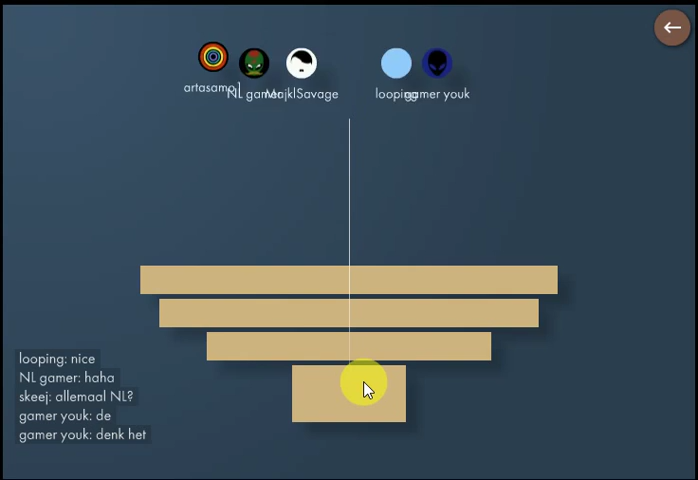 artasamo]
NL gamer
MajklSavage
looping
gamer youk
looping: nice
NL gamer: haha
skeej: allemaal NL?
gamer youk: de
gamer youk: denk het